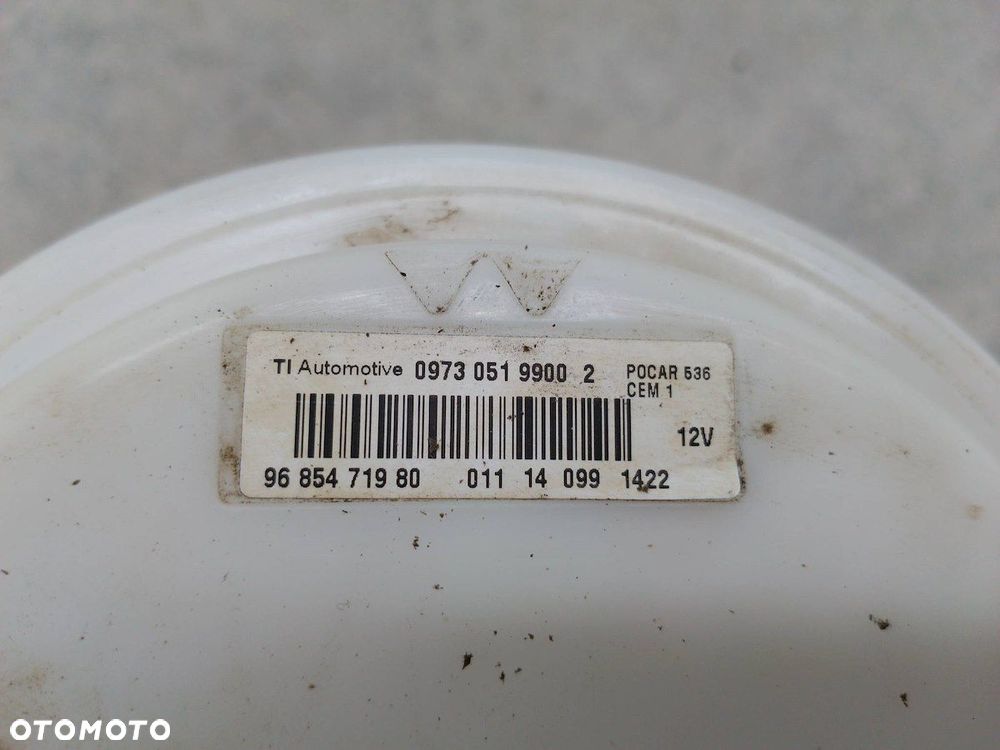 TI Automotive 0973 051 9900 2 POCAR 536
CEM 1
12V
96 854 719 80 011 14 099 1422
OTOMOTO